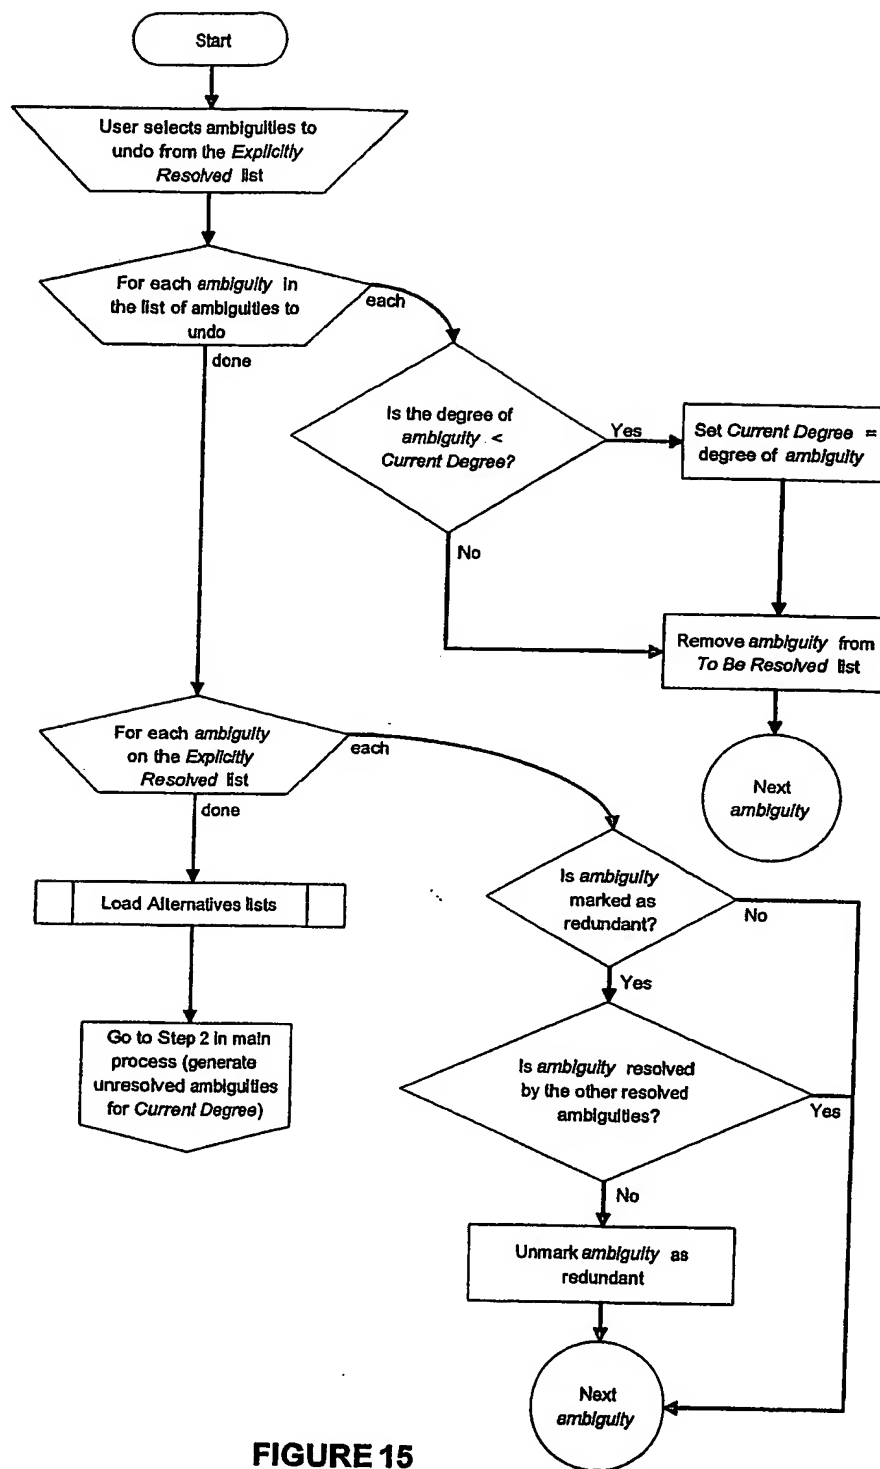 Start
User selects ambiguities to
undo from the Explicitly
Resolved list
For each ambiguity in
the list of ambiguities to
undo
each
done
Is the degree of
ambiguity <
Current Degree?
Yes
Set Current Degree =
degree of ambiguity
No
Remove ambiguity from
To Be Resolved list
Next
ambiguity
For each ambiguity
on the Explicitly
Resolved list
each
done
Load Alternatives lists
Go to Step 2 in main
process (generate
unresolved ambiguities
for Current Degree)
Is ambiguity
marked as
redundant?
No
Yes
Is ambiguity resolved
by the other resolved
ambiguities?
Yes
No
Unmark ambiguity as
redundant
Next
ambiguity
FIGURE 15